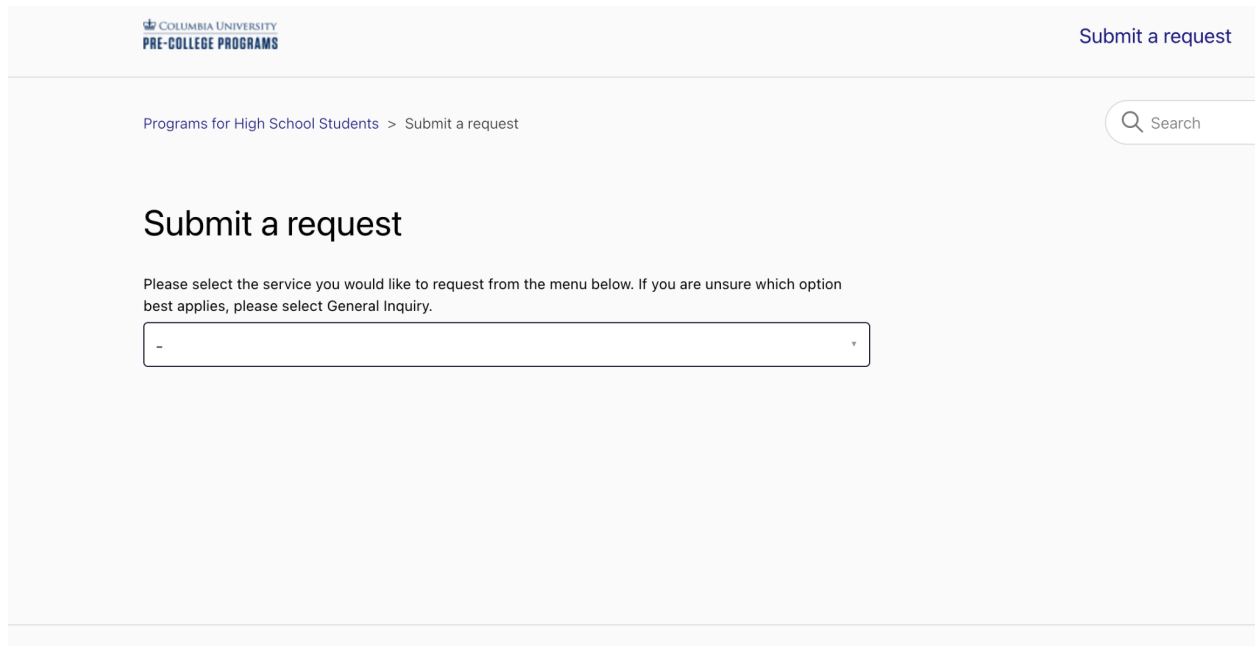 COLUMBIA UNIVERSITY
PRE-COLLEGE PROGRAMS
Submit a request
Programs for High School Students > Submit a request
Search
Submit a request
Please select the service you would like to request from the menu below. If you are unsure which option
best applies, please select General Inquiry.
-